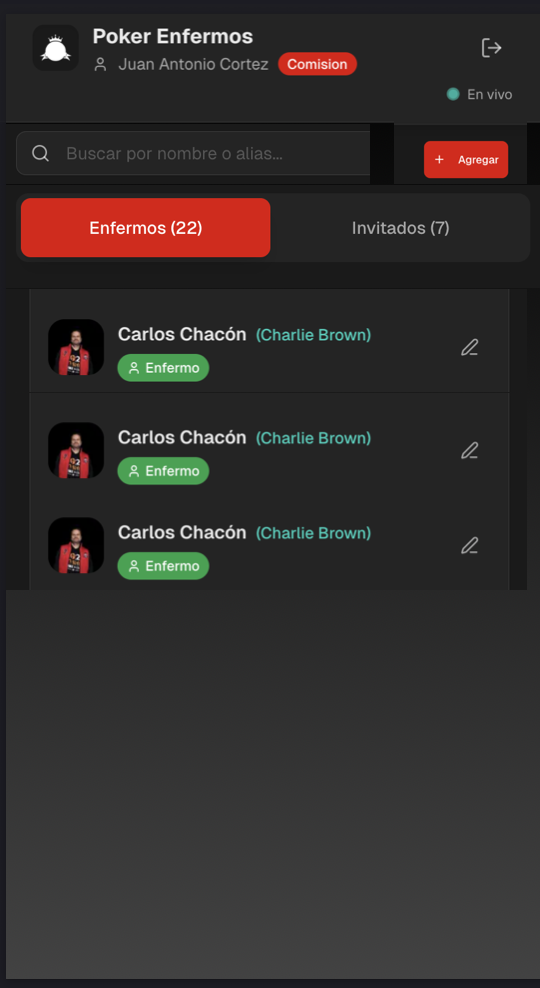 Poker Enfermos
Juan Antonio Cortez Comision
En vivo
Buscar por nombre o alias...
+ Agregar
Enfermos (22) Invitados (7)
Carlos Chacón (Charlie Brown)
Enfermo
Carlos Chacón (Charlie Brown)
Enfermo
Carlos Chacón (Charlie Brown)
Enfermo